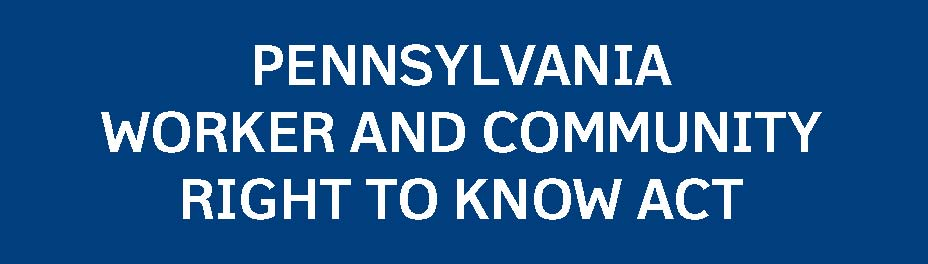 PENNSYLVANIA
WORKER AND COMMUNITY
RIGHT TO KNOW ACT